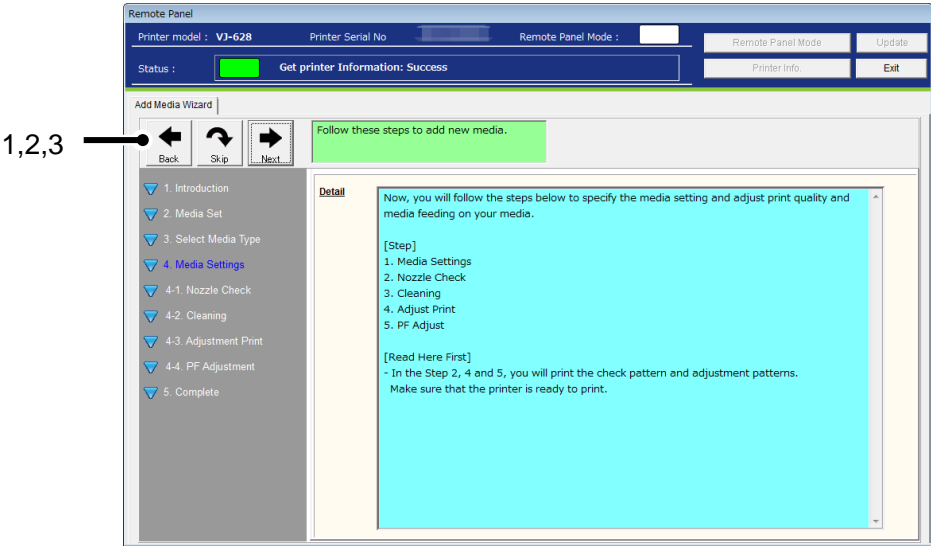 Remote Panel
Printer model : VJ-628 Printer Serial No Remote Panel Mode :
Remote Panel Mode Update
Status : Get printer Information: Success
Printer Info. Exit
Add Media Wizard
1,2,3
Back Skip Next
Follow these steps to add new media.
1. Introduction
2. Media Set
3. Select Media Type
4. Media Settings
4-1. Nozzle Check
4-2. Cleaning
4-3. Adjustment Print
4-4. PF Adjustment
5. Complete
Detail
Now, you will follow the steps below to specify the media setting and adjust print quality and
media feeding on your media.
[Step]
1. Media Settings
2. Nozzle Check
3. Cleaning
4. Adjust Print
5. PF Adjust
[Read Here First]
- In the Step 2, 4 and 5, you will print the check pattern and adjustment patterns.
Make sure that the printer is ready to print.